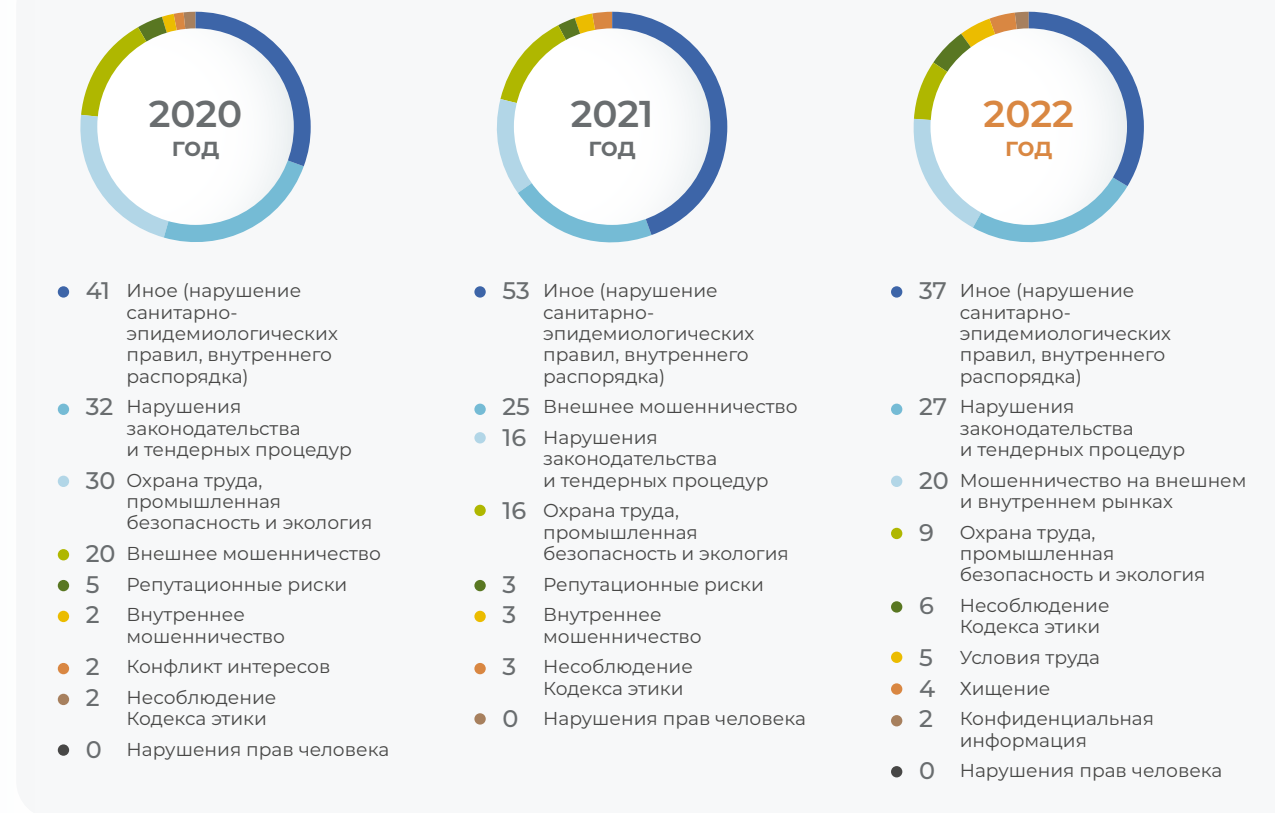 2020
год
41 Иное (нарушение
санитарно-
эпидемиологических
правил, внутреннего
распорядка)
32 Нарушения
законодательства
и тендерных процедур
30 Охрана труда,
промышленная
безопасность и экология
20 Внешнее мошенничество
5 Репутационные риски
2 Внутреннее
мошенничество
2 Конфликт интересов
2 Несоблюдение
Кодекса этики
0 Нарушения прав человека
2021
год
53 Иное (нарушение
санитарно-
эпидемиологических
правил, внутреннего
распорядка)
25 Внешнее мошенничество
16 Нарушения
законодательства
и тендерных процедур
16 Охрана труда,
промышленная
безопасность и экология
3 Репутационные риски
3 Внутреннее
мошенничество
3 Несоблюдение
Кодекса этики
0 Нарушения прав человека
2022
год
37 Иное (нарушение
санитарно-
эпидемиологических
правил, внутреннего
распорядка)
27 Нарушения
законодательства
и тендерных процедур
20 Мошенничество на внешнем
и внутреннем рынках
9 Охрана труда,
промышленная
безопасность и экология
6 Несоблюдение
Кодекса этики
5 Условия труда
4 Хищение
2 Конфиденциальная
информация
0 Нарушения прав человека